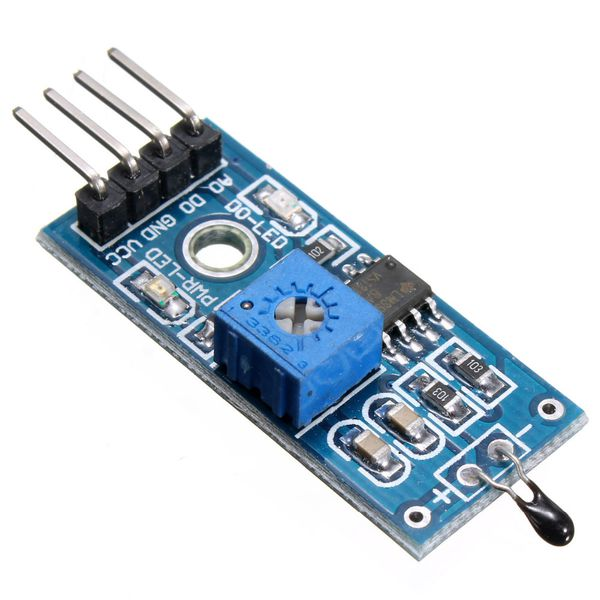 AO DO GND VCC
DO-LED
PWR-LED
102
3362
103
103
+
-